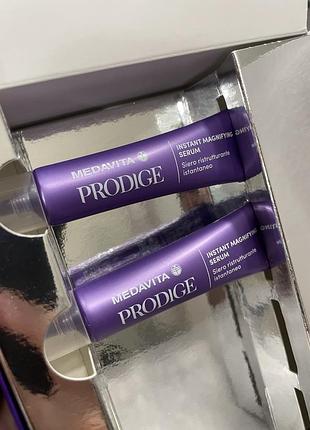 MEDAVITA
PRODIGE
INSTANT MAGNIFYING
SERUM
Siero ristrutturante
istantaneo
MEDAVITA
PRODIGE
INSTANT MAGNIFYING
SERUM
Siero ristrutturante
istantaneo